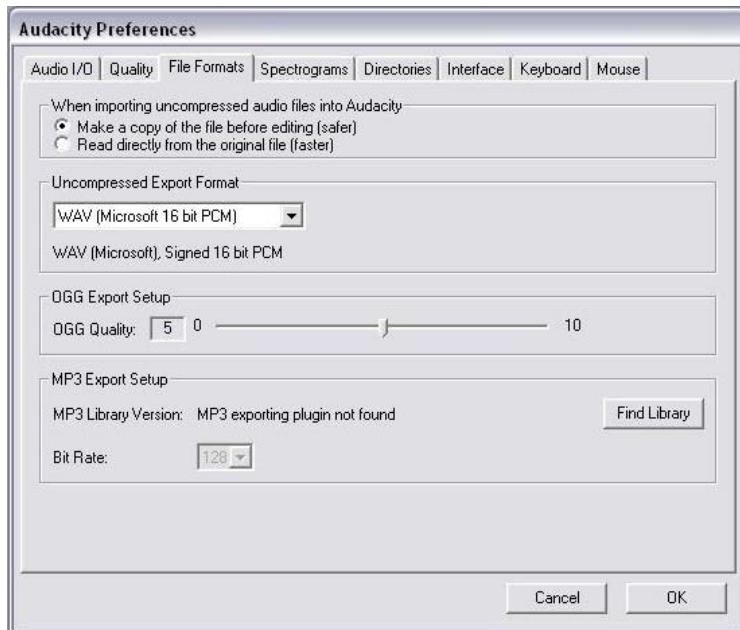 Audacity Preferences
Audio I/O Quality File Formats Spectrograms Directories Interface Keyboard Mouse
When importing uncompressed audio files into Audacity
Make a copy of the file before editing (safer)
Read directly from the original file (faster)
Uncompressed Export Format
WAV (Microsoft 16 bit PCM)
WAV (Microsoft), Signed 16 bit PCM
OGG Export Setup
OGG Quality: 5 0 10
MP3 Export Setup
MP3 Library Version: MP3 exporting plugin not found Find Library
Bit Rate: 128
Cancel OK